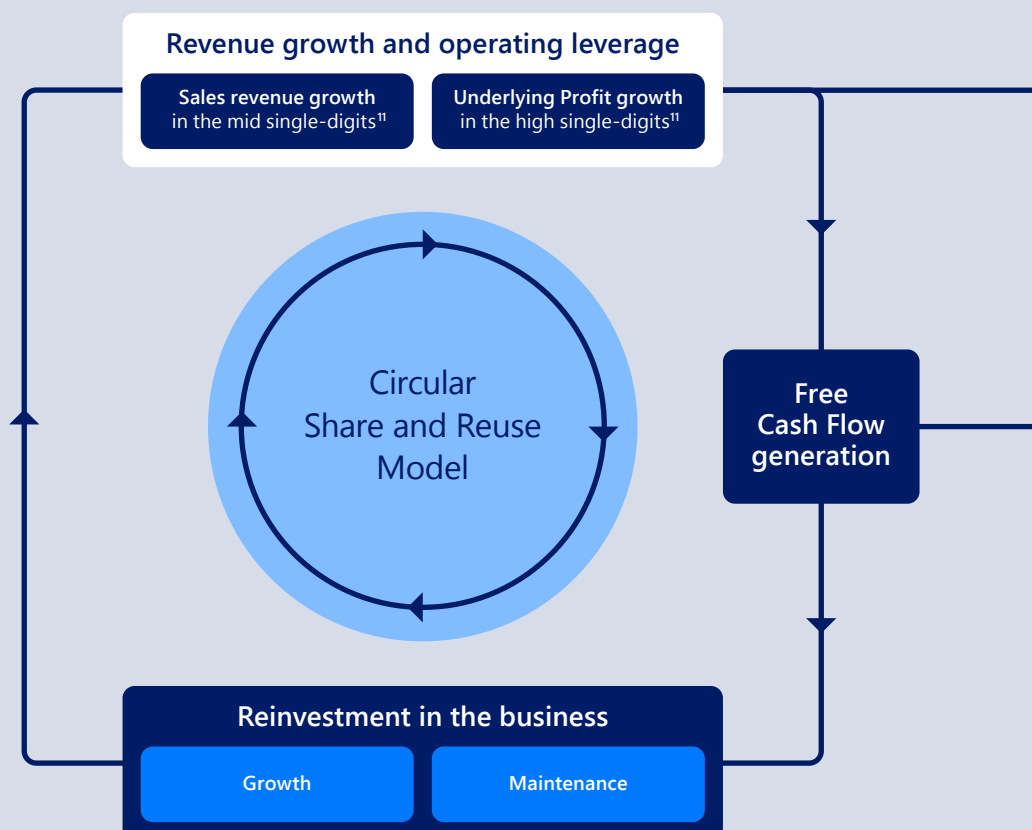 Revenue growth and operating leverage
Sales revenue growth
in the mid single-digits¹¹
Underlying Profit growth
in the high single-digits¹¹
Circular
Share and Reuse
Model
Free
Cash Flow
generation
Reinvestment in the business
Growth
Maintenance